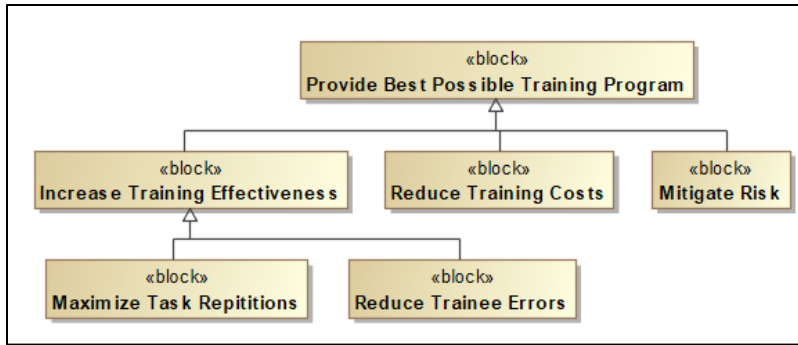 «block»
Provide Best Possible Training Program
«block»
Increase Training Effectiveness
«block»
Reduce Training Costs
«block»
Mitigate Risk
«block»
Maximize Task Repititions
«block»
Reduce Trainee Errors